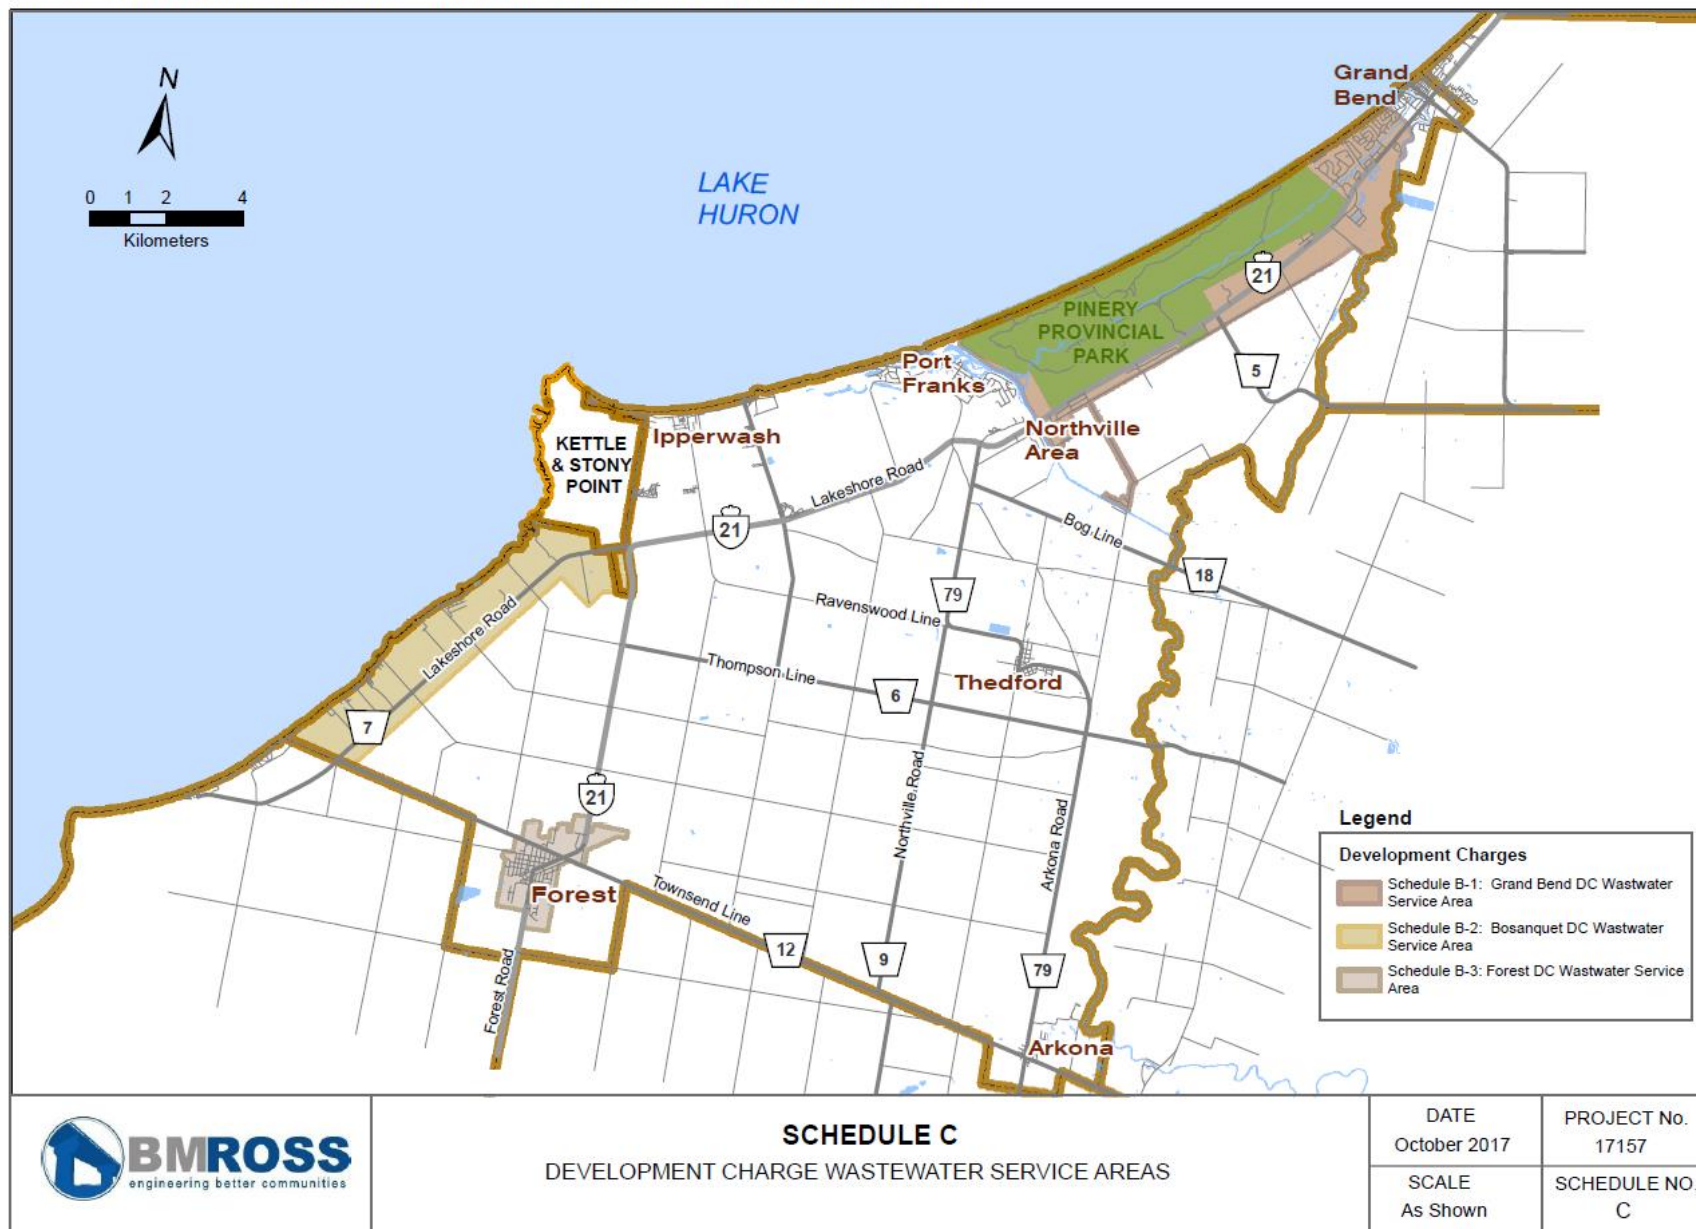 N
0 1 2 4
Kilometers
LAKE
HURON
Grand
Bend
21
PINERY
PROVINCIAL
PARK
5
Port
Franks
Northville
Area
Ipperwash
KETTLE
& STONY
POINT
Lakeshore Road
21
Bog Line
18
79
Ravenswood Line
Lakeshore Road
Thompson Line
6
Thedford
7
21
Northville Road
Arkona Road
Forest
Townsend Line
12
9
79
Forest Road
Arkona
Legend
Development Charges
Schedule B-1: Grand Bend DC Wastwater
Service Area
Schedule B-2: Bosanquet DC Wastwater
Service Area
Schedule B-3: Forest DC Wastwater Service
Area
BMROSS
engineering better communities
SCHEDULE C
DEVELOPMENT CHARGE WASTEWATER SERVICE AREAS
DATE
October 2017
PROJECT No.
17157
SCALE
As Shown
SCHEDULE NO.
C